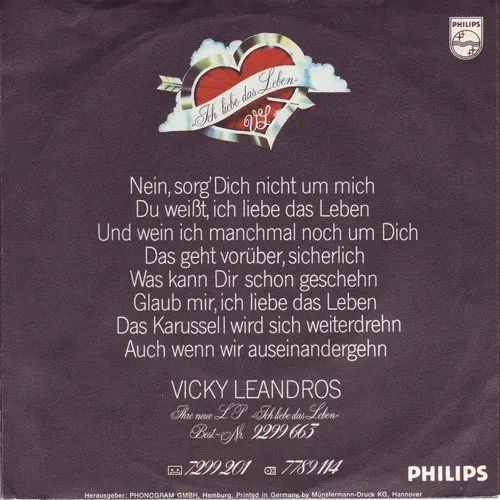 PHILIPS
»Ich liebe das Leben«
VL
Nein, sorg' Dich nicht um mich
Du weißt, ich liebe das Leben
Und wein ich manchmal noch um Dich
Das geht vorüber, sicherlich
Was kann Dir schon geschehn
Glaub mir, ich liebe das Leben
Das Karussell wird sich weiterdrehn
Auch wenn wir auseinandergehn
VICKY LEANDROS
Ihre neue LP »Ich liebe das Leben«
Best.-Nr. 9299 663
7299 201 7789 114
PHILIPS
Herausgeber: PHONOGRAM GMBH, Hamburg, Printed in Germany, by Münstermann-Druck KG, Hannover